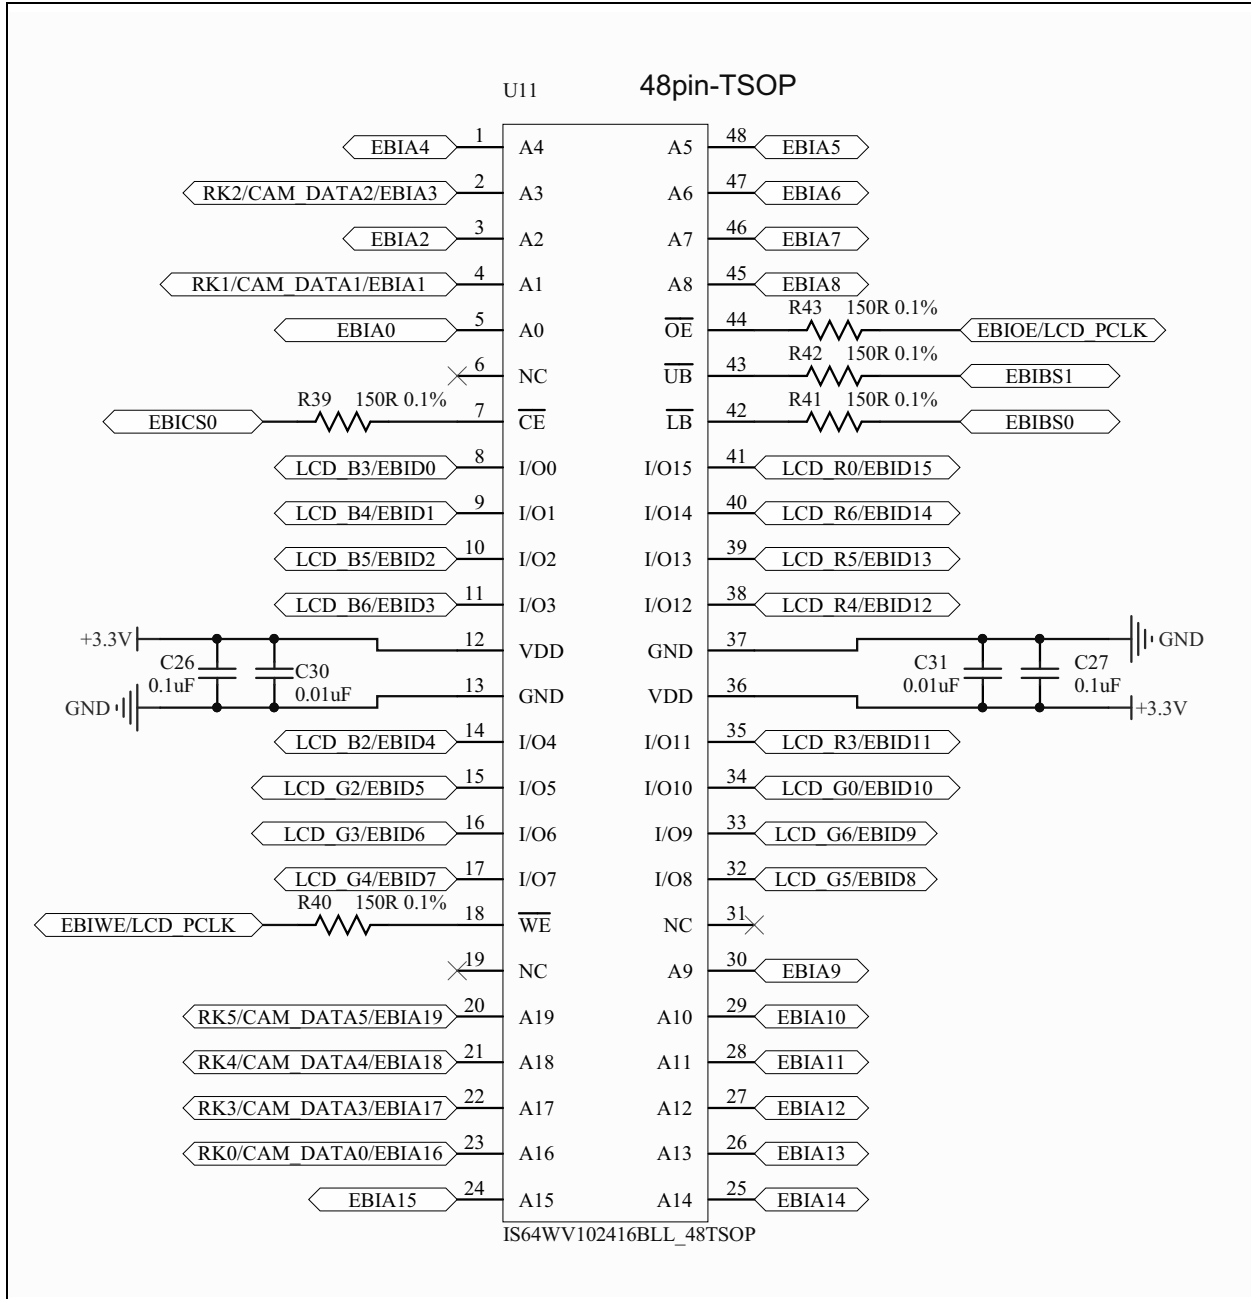 U11 48pin-TSOP
EBIA4 1 A4 A5 48 EBIA5
RK2/CAM_DATA2/EBIA3 2 A3 A6 47 EBIA6
EBIA2 3 A2 A7 46 EBIA7
RK1/CAM_DATA1/EBIA1 4 A1 A8 45 EBIA8
R43 150R 0.1%
EBIA0 5 A0 OE 44 EBIOE/LCD_PCLK
R42 150R 0.1%
6 NC UB 43 EBIBS1
R39 150R 0.1% R41 150R 0.1%
EBICS0 7 CE LB 42 EBIBS0
LCD_B3/EBID0 8 I/O0 I/O15 41 LCD_R0/EBID15
LCD_B4/EBID1 9 I/O1 I/O14 40 LCD_R6/EBID14
LCD_B5/EBID2 10 I/O2 I/O13 39 LCD_R5/EBID13
LCD_B6/EBID3 11 I/O3 I/O12 38 LCD_R4/EBID12
+3.3V 12 VDD GND 37 GND
C26 C30 C31 C27
0.1uF 0.01uF 0.01uF 0.1uF
GND 13 GND VDD 36 +3.3V
LCD_B2/EBID4 14 I/O4 I/O11 35 LCD_R3/EBID11
LCD_G2/EBID5 15 I/O5 I/O10 34 LCD_G0/EBID10
LCD_G3/EBID6 16 I/O6 I/O9 33 LCD_G6/EBID9
LCD_G4/EBID7 17 I/O7 I/O8 32 LCD_G5/EBID8
R40 150R 0.1%
EBIWE/LCD_PCLK 18 WE NC 31
19 NC A9 30 EBIA9
RK5/CAM_DATA5/EBIA19 20 A19 A10 29 EBIA10
RK4/CAM_DATA4/EBIA18 21 A18 A11 28 EBIA11
RK3/CAM_DATA3/EBIA17 22 A17 A12 27 EBIA12
RK0/CAM_DATA0/EBIA16 23 A16 A13 26 EBIA13
EBIA15 24 A15 A14 25 EBIA14
IS64WV102416BLL_48TSOP